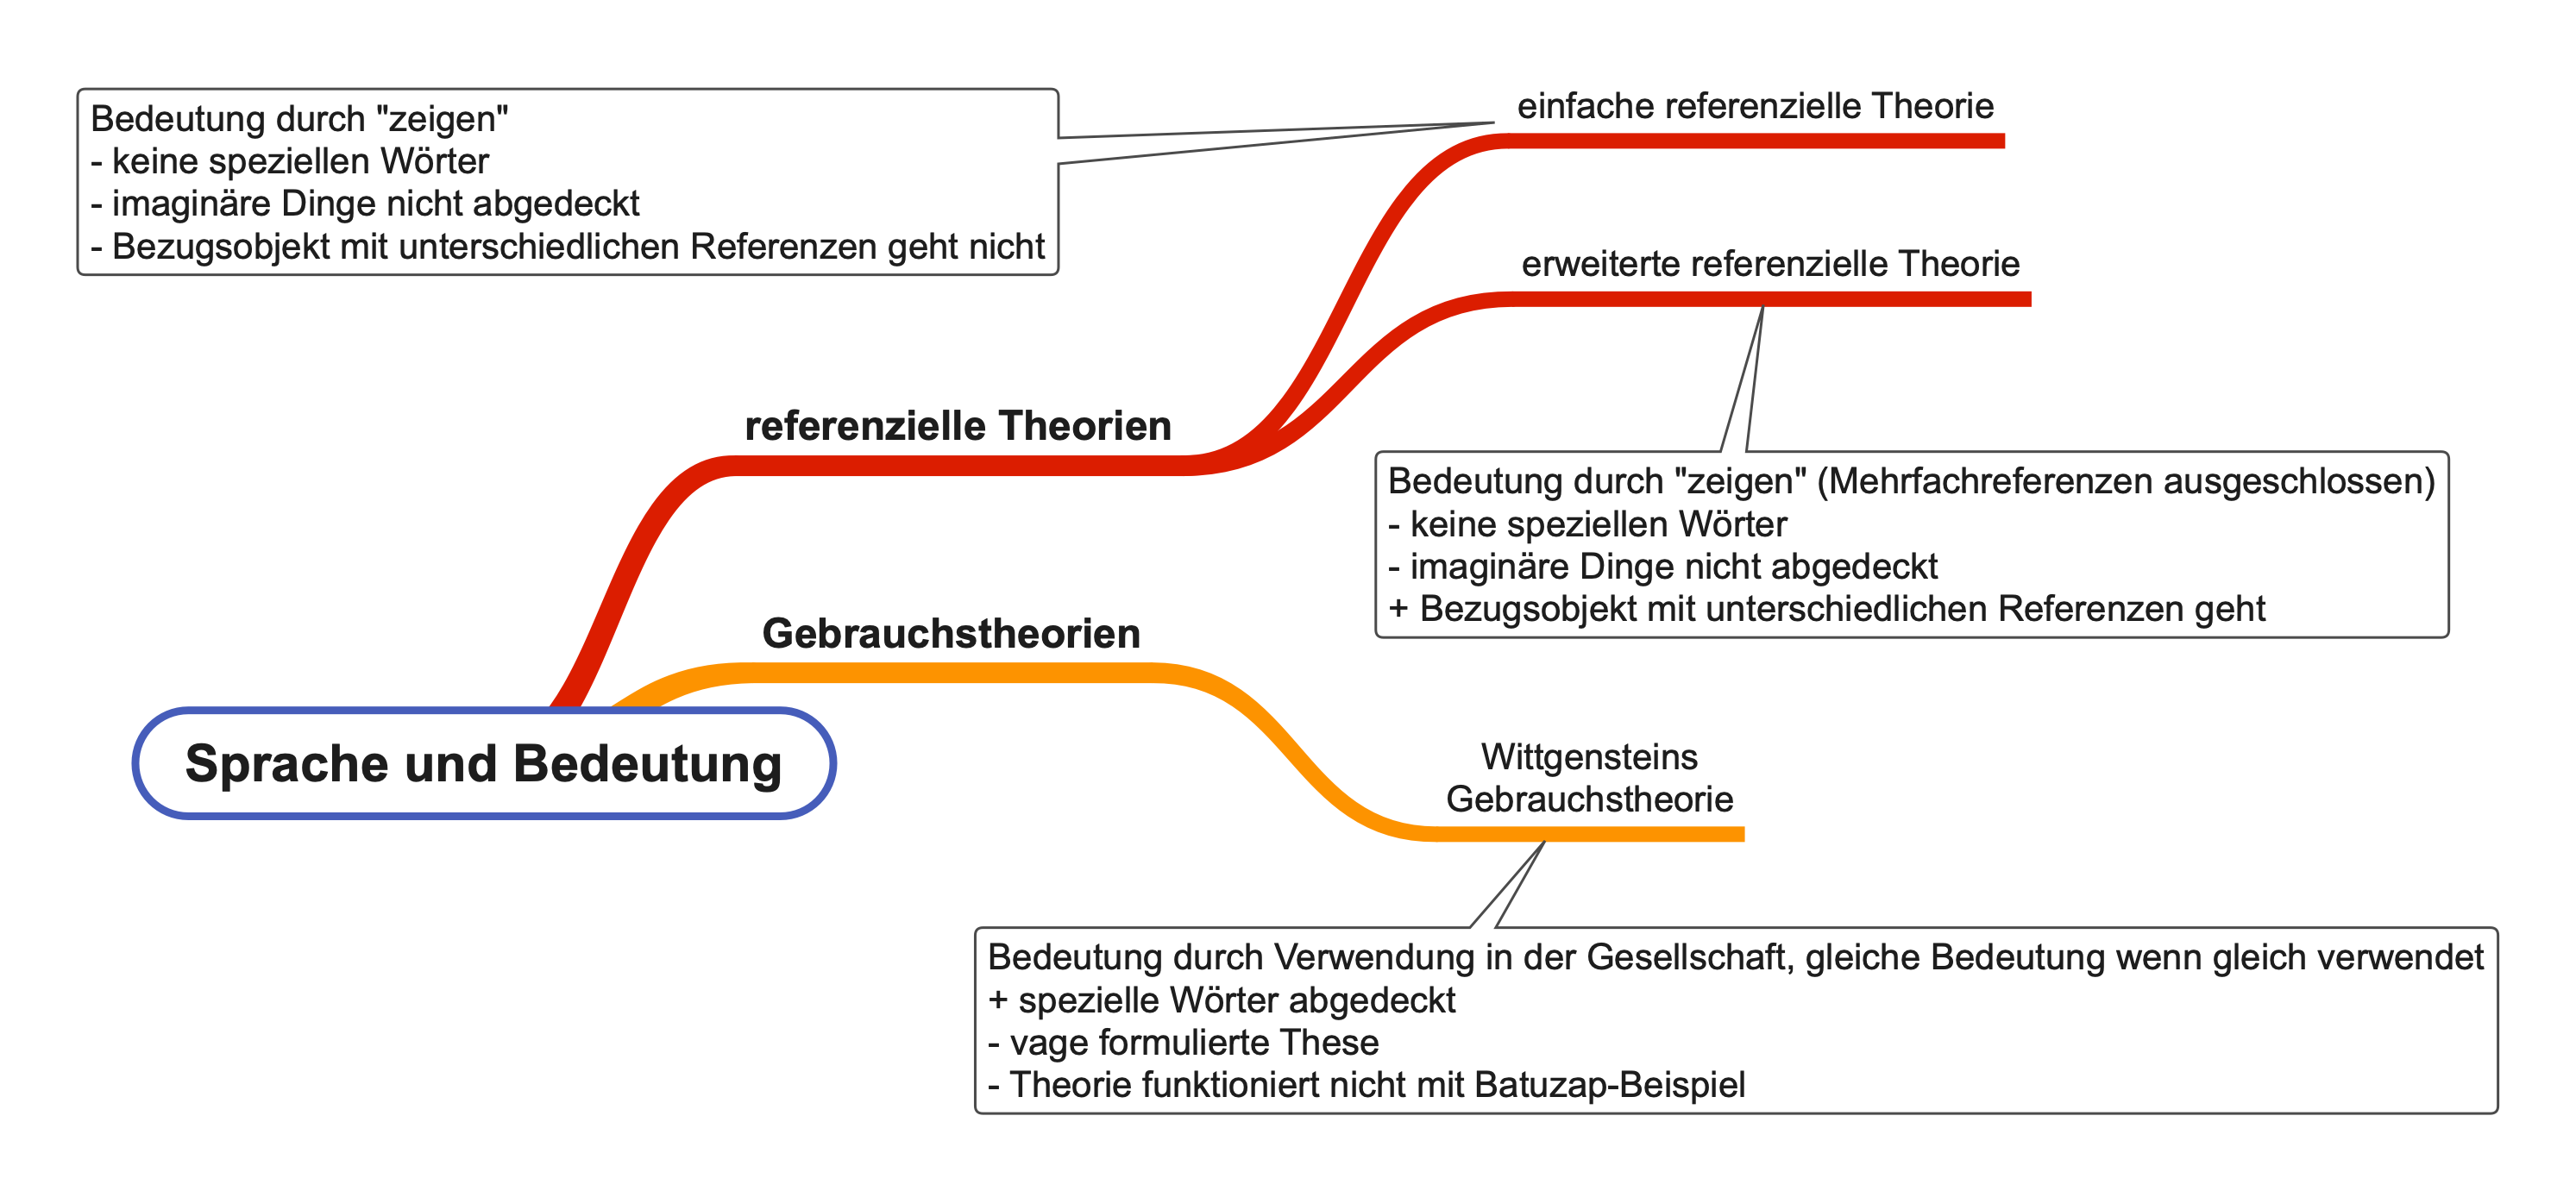 Bedeutung durch "zeigen"
- keine speziellen Wörter
- imaginäre Dinge nicht abgedeckt
- Bezugsobjekt mit unterschiedlichen Referenzen geht nicht
einfache referenzielle Theorie
erweiterte referenzielle Theorie
referenzielle Theorien
Bedeutung durch "zeigen" (Mehrfachreferenzen ausgeschlossen)
- keine speziellen Wörter
- imaginäre Dinge nicht abgedeckt
+ Bezugsobjekt mit unterschiedlichen Referenzen geht
Gebrauchstheorien
Sprache und Bedeutung
Wittgensteins
Gebrauchstheorie
Bedeutung durch Verwendung in der Gesellschaft, gleiche Bedeutung wenn gleich verwendet
+ spezielle Wörter abgedeckt
- vage formulierte These
- Theorie funktioniert nicht mit Batuzap-Beispiel